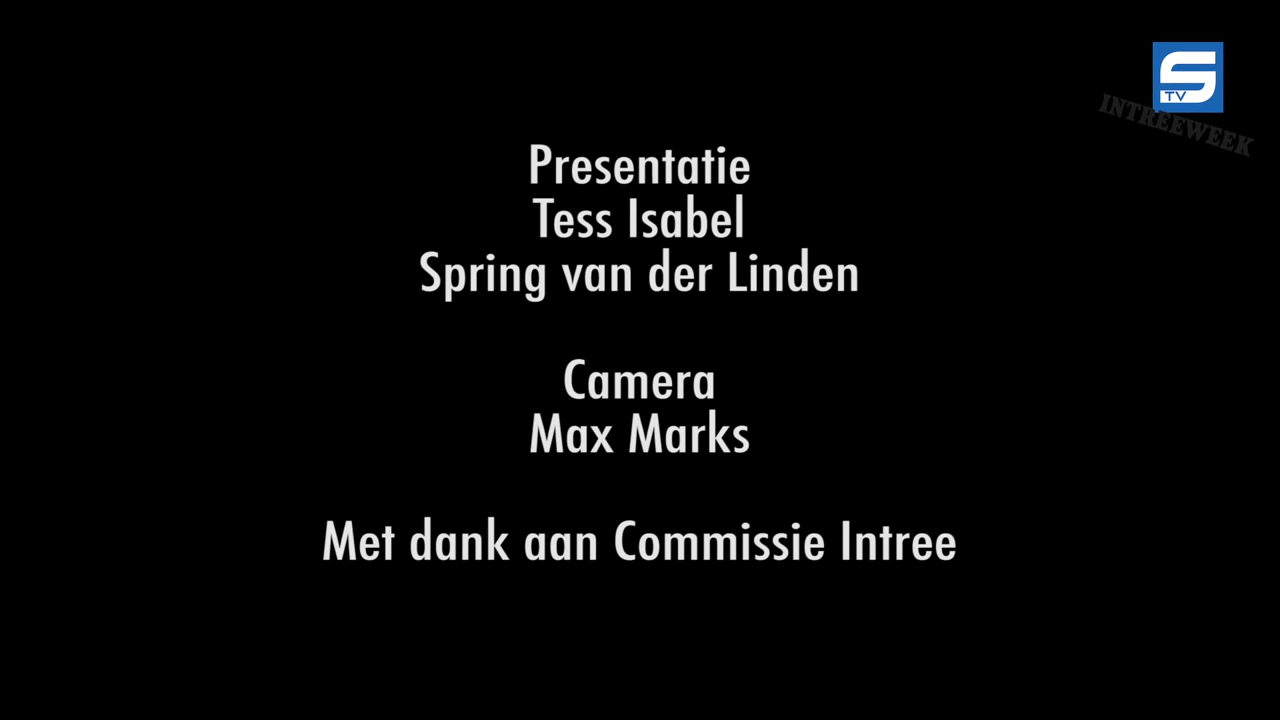 S
TV
INTREEWEEK
Presentatie
Tess Isabel
Spring van der Linden
Camera
Max Marks
Met dank aan Commissie Intree